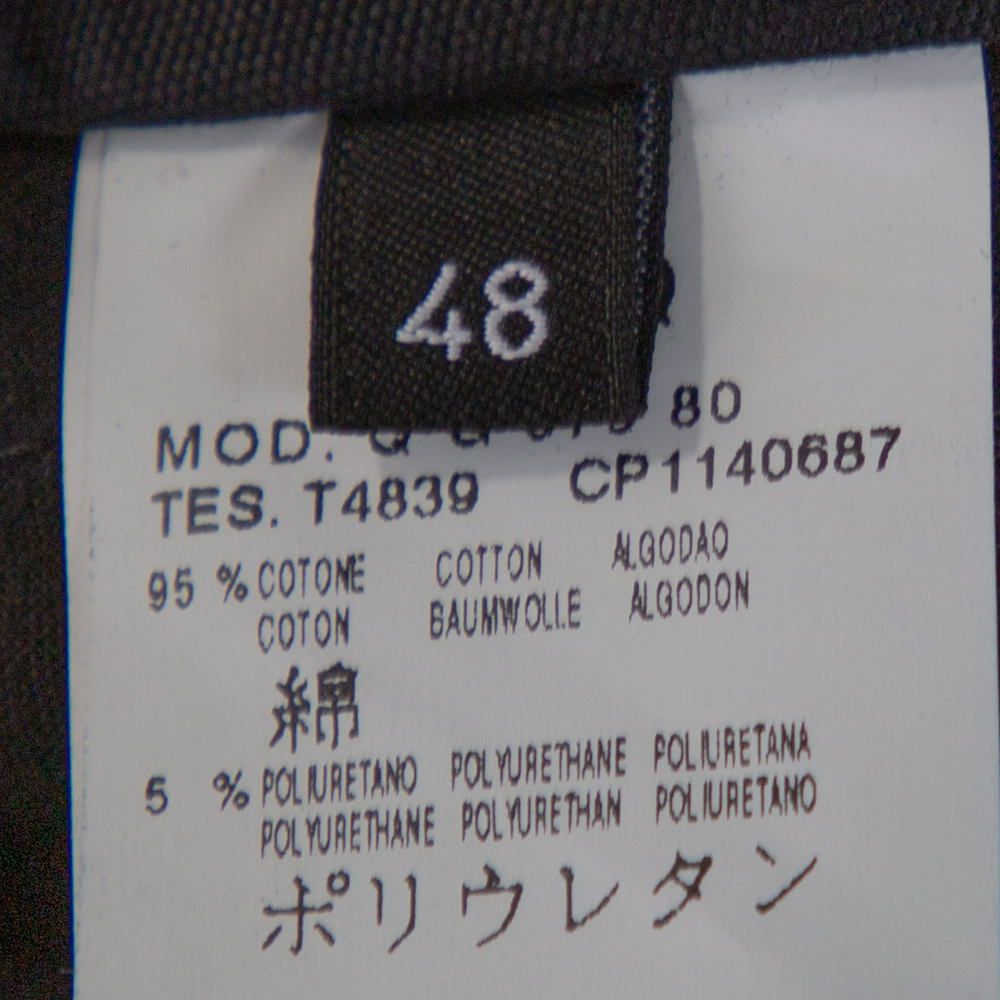 48
MOD. 80
TES. T4839 CP1140687
95 % COTONE COTTON ALGODAO
COTON BAUMWOLLE ALGODON
綿
5 % POLIURETANO POLYURETHANE POLIURETANA
POLYURETHANE POLYURETHAN POLIURETANO
ポリウレタン